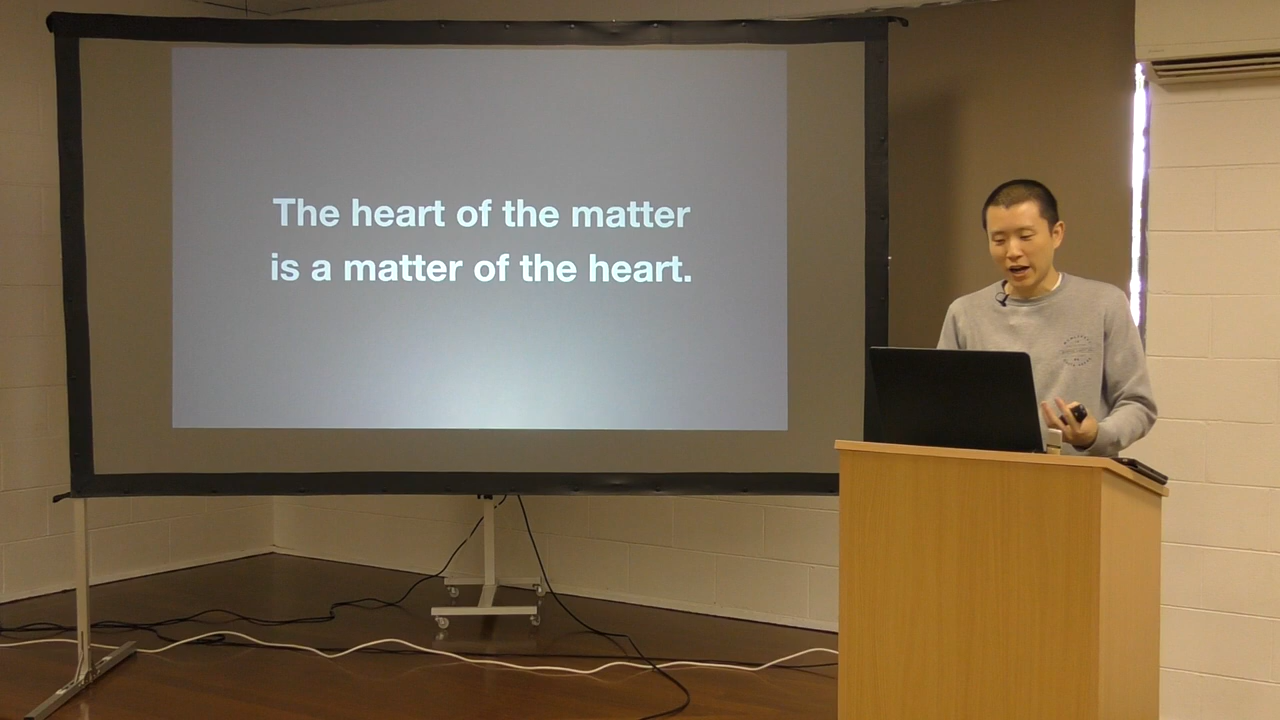 The heart of the matter
is a matter of the heart.